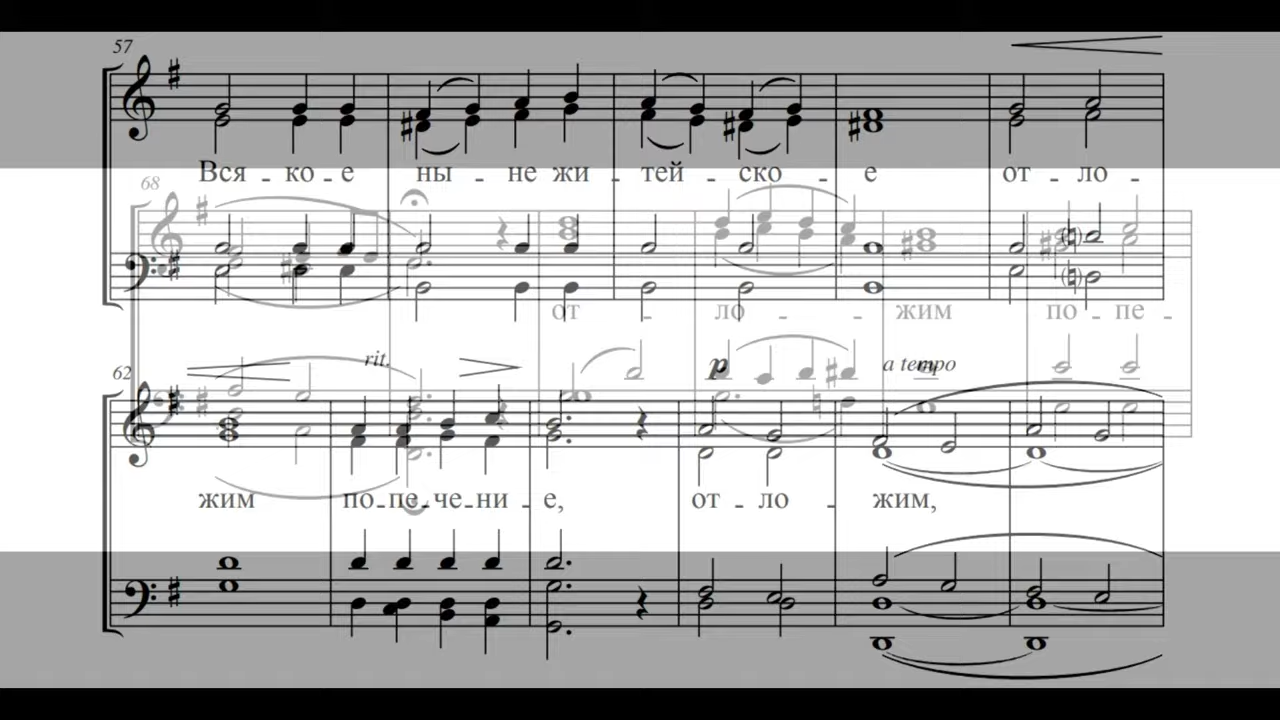 57
Вся - ко - е ны - не жи - тей - ско - е от - ло -
68
от - ло - - жим по - пе -
62 rit. p a tempo
жим по - пе - че - ни - е, от - ло - жим,